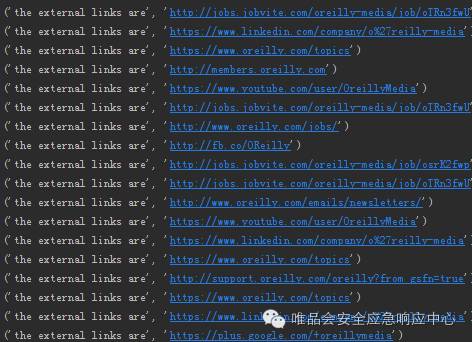 ('the external links are', 'http://jobs.jobvite.com/oreilly-media/job/oTRn3fwU'
('the external links are', 'https://www.linkedin.com/company/o%27reilly-media')
('the external links are', 'https://www.oreilly.com/topics')
('the external links are', 'http://members.oreilly.com')
('the external links are', 'https://www.youtube.com/user/OreillyMedia')
('the external links are', 'http://jobs.jobvite.com/oreilly-media/job/oTRn3fwU'
('the external links are', 'http://www.oreilly.com/jobs/')
('the external links are', 'http://fb.co/OReilly')
('the external links are', 'http://jobs.jobvite.com/oreilly-media/job/osrK2fwp
('the external links are', 'http://jobs.jobvite.com/oreilly-media/job/oTRn3fwU'
('the external links are', 'http://www.oreilly.com/emails/newsletters/')
('the external links are', 'https://www.youtube.com/user/OreillyMedia')
('the external links are', 'https://www.linkedin.com/company/o%27reilly-media')
('the external links are', 'https://www.oreilly.com/topics')
('the external links are', 'http://support.oreilly.com/oreilly?from_gsfn=true'
('the external links are', 'https://www.oreilly.com/topics')
('the external links are', 'https://www.linkedin.com/company/o%27reilly-media
('the external links are', 'https://plus.google.com/+oreillymedia')
唯品会安全应急响应中心